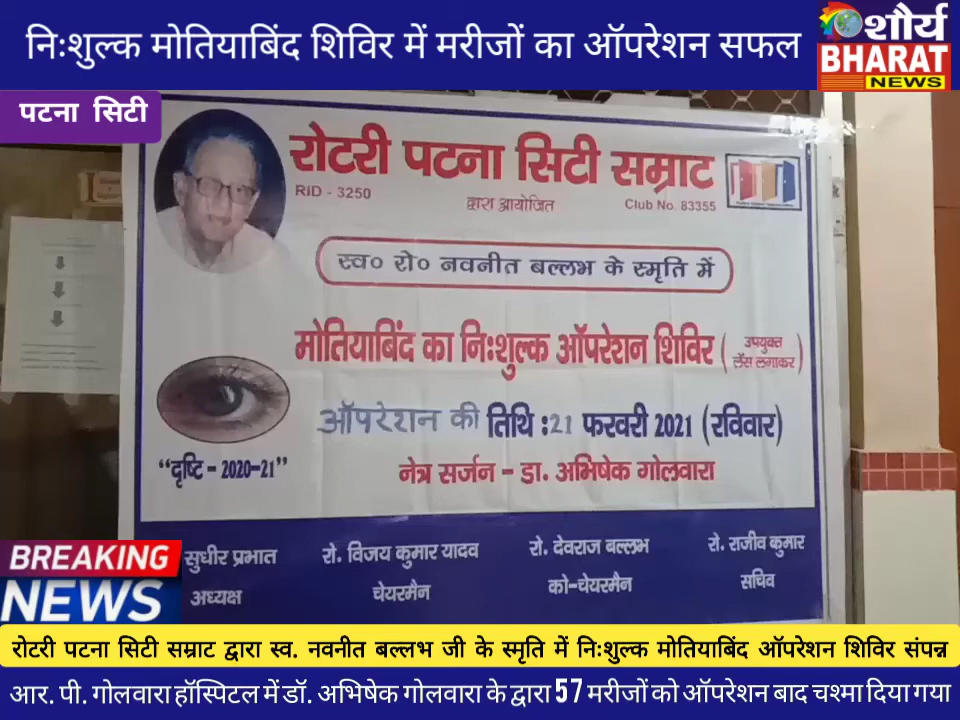 निःशुल्क मोतियाबिंद शिविर में मरीजों का ऑपरेशन सफल
शौर्य
BHARAT
NEWS
पटना सिटी
रोटरी पटना सिटी सम्राट
RID - 3250
द्वारा आयोजित
Club No. 83355
स्व० रो० नवनीत बल्लभ के स्मृति में
मोतियाबिंद का निःशुल्क ऑपरेशन शिविर (उपयुक्त लेंस लगाकर)
ऑपरेशन की तिथि :21 फरवरी 2021 (रविवार)
"दृष्टि - 2020-21"
नेत्र सर्जन - डा. अभिषेक गोलवारा
सुधीर प्रभात
अध्यक्ष
रो. विजय कुमार यादव
चेयरमैन
रो. देवराज बल्लभ
को-चेयरमैन
रो. राजीव कुमार
सचिव
BREAKING
NEWS
रोटरी पटना सिटी सम्राट द्वारा स्व. नवनीत बल्लभ जी के स्मृति में निःशुल्क मोतियाबिंद ऑपरेशन शिविर संपन्न
आर. पी. गोलवारा हॉस्पिटल में डॉ. अभिषेक गोलवारा के द्वारा 57 मरीजों को ऑपरेशन बाद चश्मा दिया गया